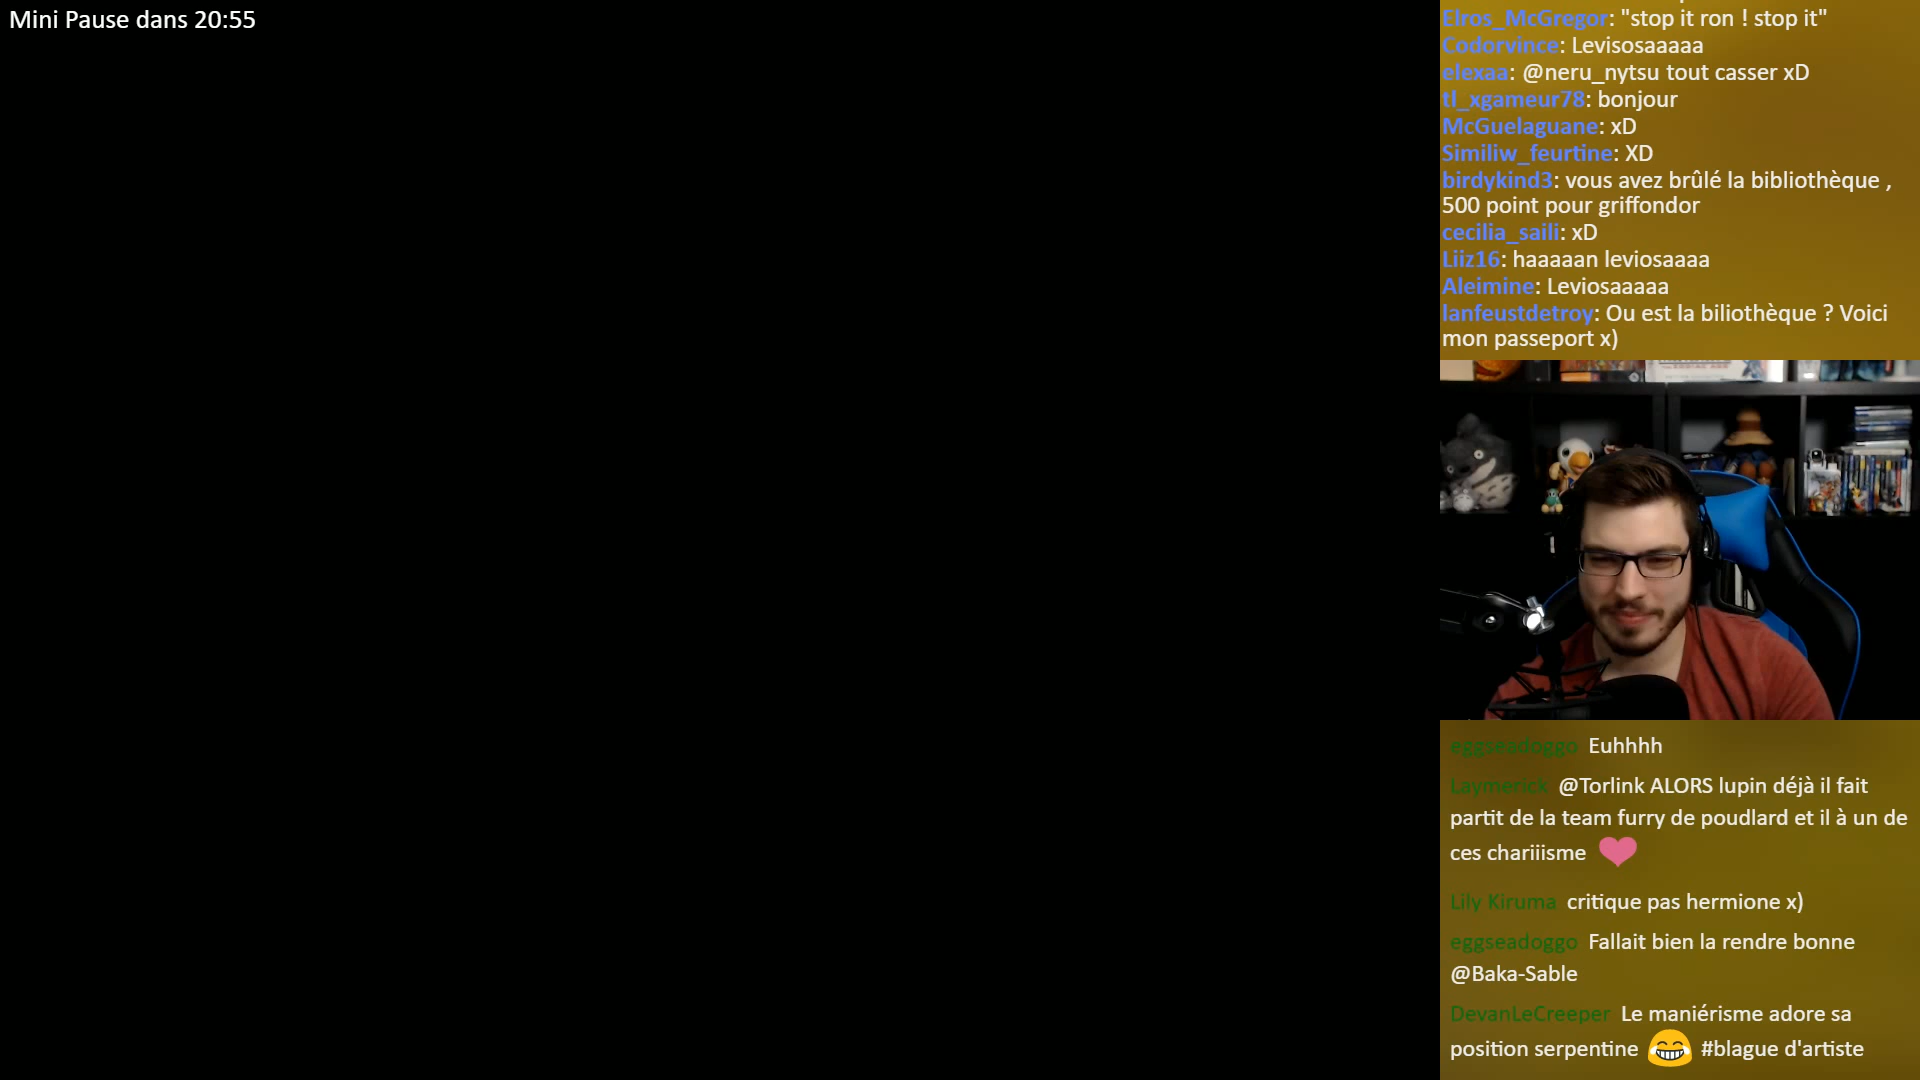 Mini Pause dans 20:55
Elros_McGregor: "stop it ron ! stop it"
Codorvince: Levisosaaaaa
elexaa: @neru_nytsu tout casser xD
tl_xgameur78: bonjour
McGuelaguane: xD
Similiw_feurtine: XD
birdykind3: vous avez brûlé la bibliothèque ,
500 point pour griffondor
cecilia_saili: xD
Liiz16: haaaaan leviosaaaa
Aleimine: Leviosaaaaa
lanfeustdetroy: Ou est la biliothèque ? Voici
mon passeport x)
eggseadoggo Euhhhh
Laymerick @Torlink ALORS lupin déjà il fait
partit de la team furry de poudlard et il à un de
ces chariiisme
Lily Kiruma critique pas hermione x)
eggseadoggo Fallait bien la rendre bonne
@Baka-Sable
DevanLeCreeper Le maniérisme adore sa
position serpentine #blague d'artiste